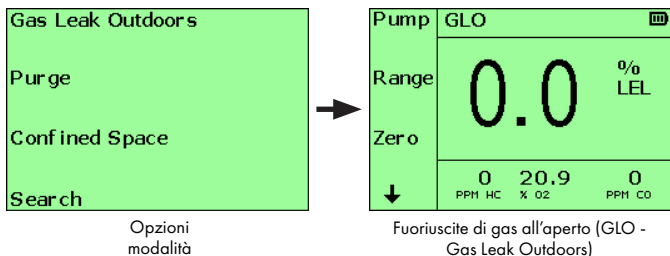 Gas Leak Outdoors
Purge
Confined Space
Search
Opzioni
modalità
Pump
Range
Zero
GLO
0.0
%
LEL
0 20.9 0
PPM HC % O2 PPM CO
Fuoriuscite di gas all'aperto (GLO -
Gas Leak Outdoors)